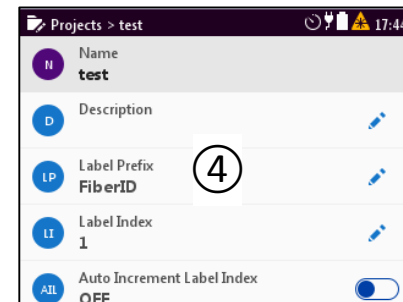 Projects > test 17:44
N Name
test
D Description
LP Label Prefix
FiberID
④
LI Label Index
1
AIL Auto Increment Label Index
OFF